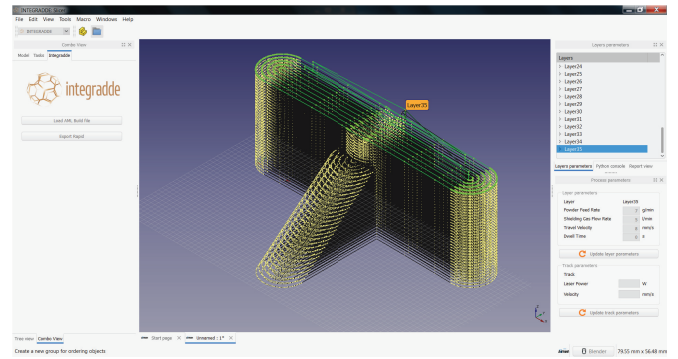 INTEGRADDE
File Edit View Tools Macro Windows Help
INTEGRADDE
Combo View
Model Tasks Integradde
integradde
Load AML Build file
Export Rapid
Layer35
Layers parameters
Layers
Layer24
Layer25
Layer26
Layer27
Layer28
Layer29
Layer30
Layer31
Layer32
Layer33
Layer34
Layer35
Layers parameters Python console Report view
Process parameters
Layer parameters
Layer Layer35
Powder Feed Rate g/min
Shielding Gas Flow Rate l/min
Travel Velocity mm/s
Dwell Time s
Update layer parameters
Track parameters
Track
Laser Power W
Velocity mm/s
Update track parameters
Tree view Combo View
Start page Unnamed : 1*
Create a new group for ordering objects
Blender 79.55 mm x 56.48 mm